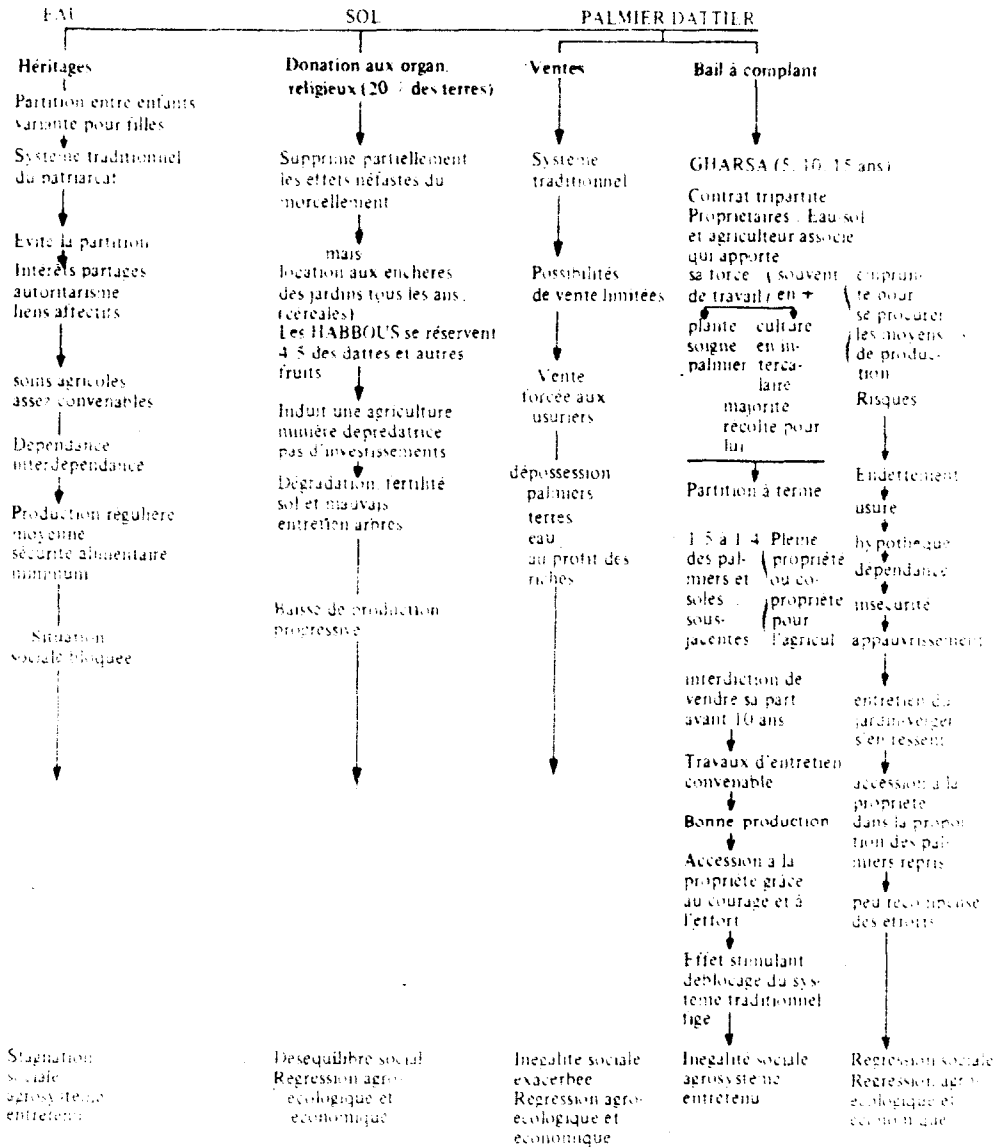 EAU
SOL
PALMIER DATTIER
Héritages
Partition entre enfants
variante pour filles
Système traditionnel
du patriarcat
Evite la partition
Intérêts partagés
autoritarisme
liens affectifs
soins agricoles
assez convenables
Dépendance
interdépendance
Production régulière
moyenne
sécurité alimentaire
minimum
Situation
sociale bloquée
Stagnation
sociale
agrosystème
entretenu
Donation aux organ.
religieux (20 % des terres)
Supprime partiellement
les effets néfastes du
morcellement
mais
location aux enchères
des jardins tous les ans,
(céréales)
Les HABBOUS se réservent
4/5 des dattes et autres
fruits
Induit une agriculture
minière déprédatrice
pas d'investissements
Dégradation, fertilité
sol et mauvais
entretien arbres
Baisse de production
progressive
Déséquilibre social
Régression agro-
écologique et
économique
Ventes
Système
traditionnel
Possibilités
de vente limitées
Vente
forcée aux
usuriers
dépossession
palmiers
terres
eau
au profit des
riches
Inégalité sociale
exacerbée
Régression agro-
écologique et
économique
Bail à complant
GHARSA (5, 10, 15 ans)
Contrat tripartite
Propriétaires : Eau-sol
et agriculteur associé
qui apporte
sa force ( souvent
de travail ) en +
plante
soigne
palmier
culture
en in-
terca-
laire
majorité
récolte pour
lui
Partition à terme
1/5 à 1/4
des pal-
miers et
soles
sous-
jacentes
Pleine
propriété
ou co-
propriété
pour
l'agricul
interdiction de
vendre sa part
avant 10 ans
Travaux d'entretien
convenable
Bonne production
Accession à la
propriété grâce
au courage et à
l'effort
Effet stimulant
déblocage du sys-
tème traditionnel
figé
Inégalité sociale
agrosystème
entretenu
emprun-
te pour
se procurer
les moyens
de produc-
tion
Risques
Endettement
usure
hypothèque
dépendance
insécurité
appauvrissement
entretien du
jardin-verger
s'en ressent
accession à la
propriété
dans la propor-
tion des pal-
miers repris
peu récompense
des efforts
Régression sociale
Régression agro-
écologique et
économique